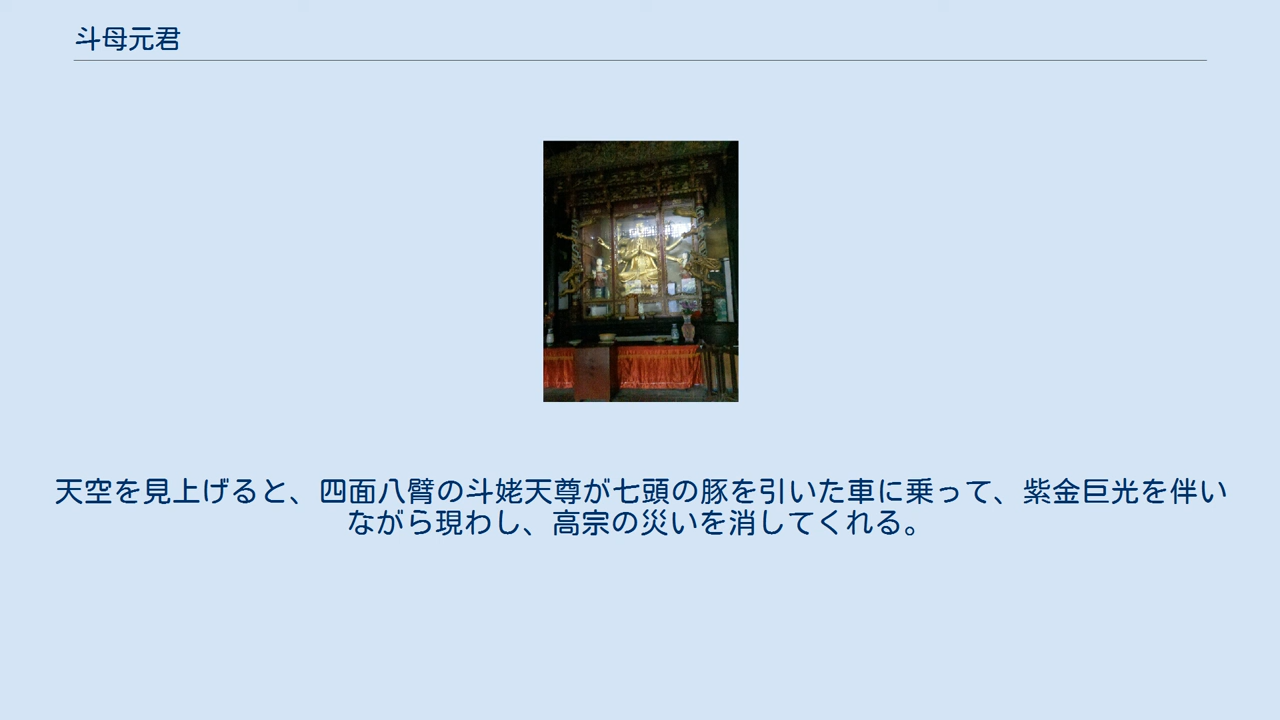 斗母元君
天空を見上げると、四面八臂の斗姥天尊が七頭の豚を引いた車に乗って、紫金巨光を伴い
ながら現わし、高宗の災いを消してくれる。